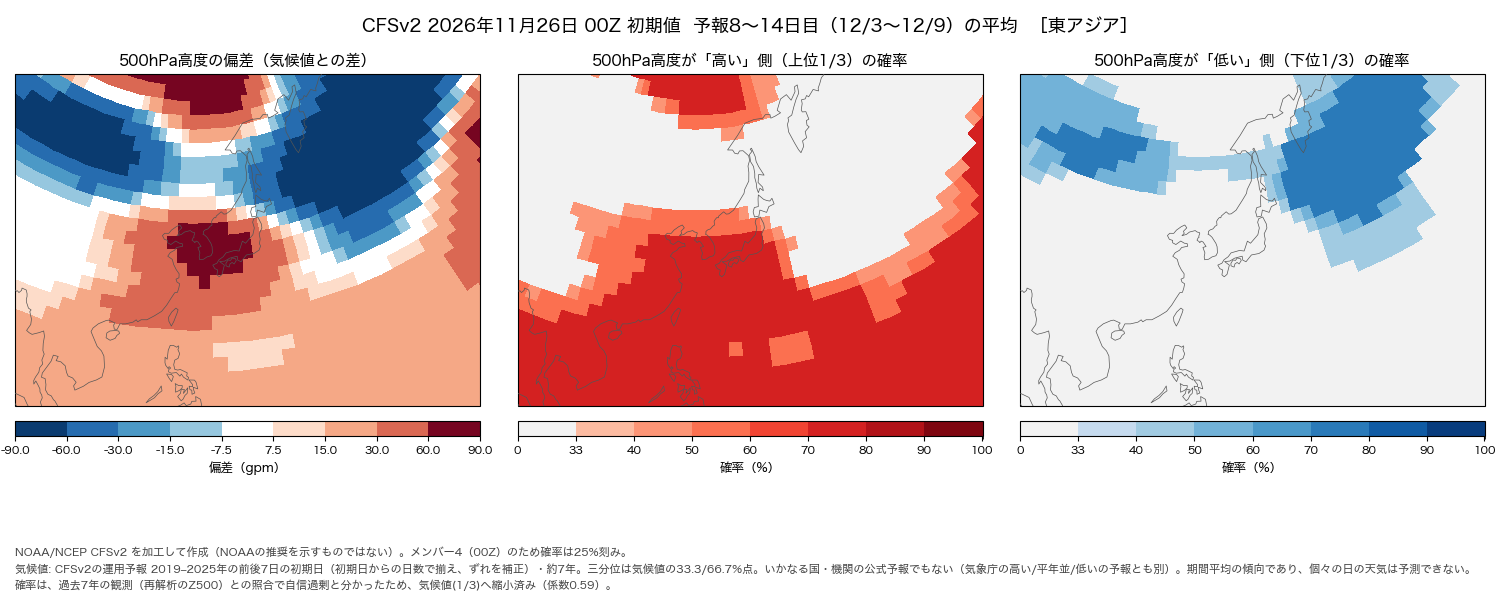 CFSv2 2026年11月26日 00Z 初期値 予報8〜14日目（12/3〜12/9）の平均 ［東アジア］
500hPa高度の偏差（気候値との差）
500hPa高度が「高い」側（上位1/3）の確率
500hPa高度が「低い」側（下位1/3）の確率
-90.0 -60.0 -30.0 -15.0 -7.5 7.5 15.0 30.0 60.0 90.0
偏差（gpm）
0 33 40 50 60 70 80 90 100
確率（%）
0 33 40 50 60 70 80 90 100
確率（%）
NOAA/NCEP CFSv2 を加工して作成（NOAAの推奨を示すものではない）。メンバー4（00Z）のため確率は25%刻み。
気候値: CFSv2の運用予報 2019–2025年の前後7日の初期日（初期日からの日数で揃え、ずれを補正）・約7年。三分位は気候値の33.3/66.7%点。いかなる国・機関の公式予報でもない（気象庁の高い/平年並/低いの予報とも別）。期間平均の傾向であり、個々の日の天気は予測できない。
確率は、過去7年の観測（再解析のZ500）との照合で自信過剰と分かったため、気候値(1/3)へ縮小済み（係数0.59）。